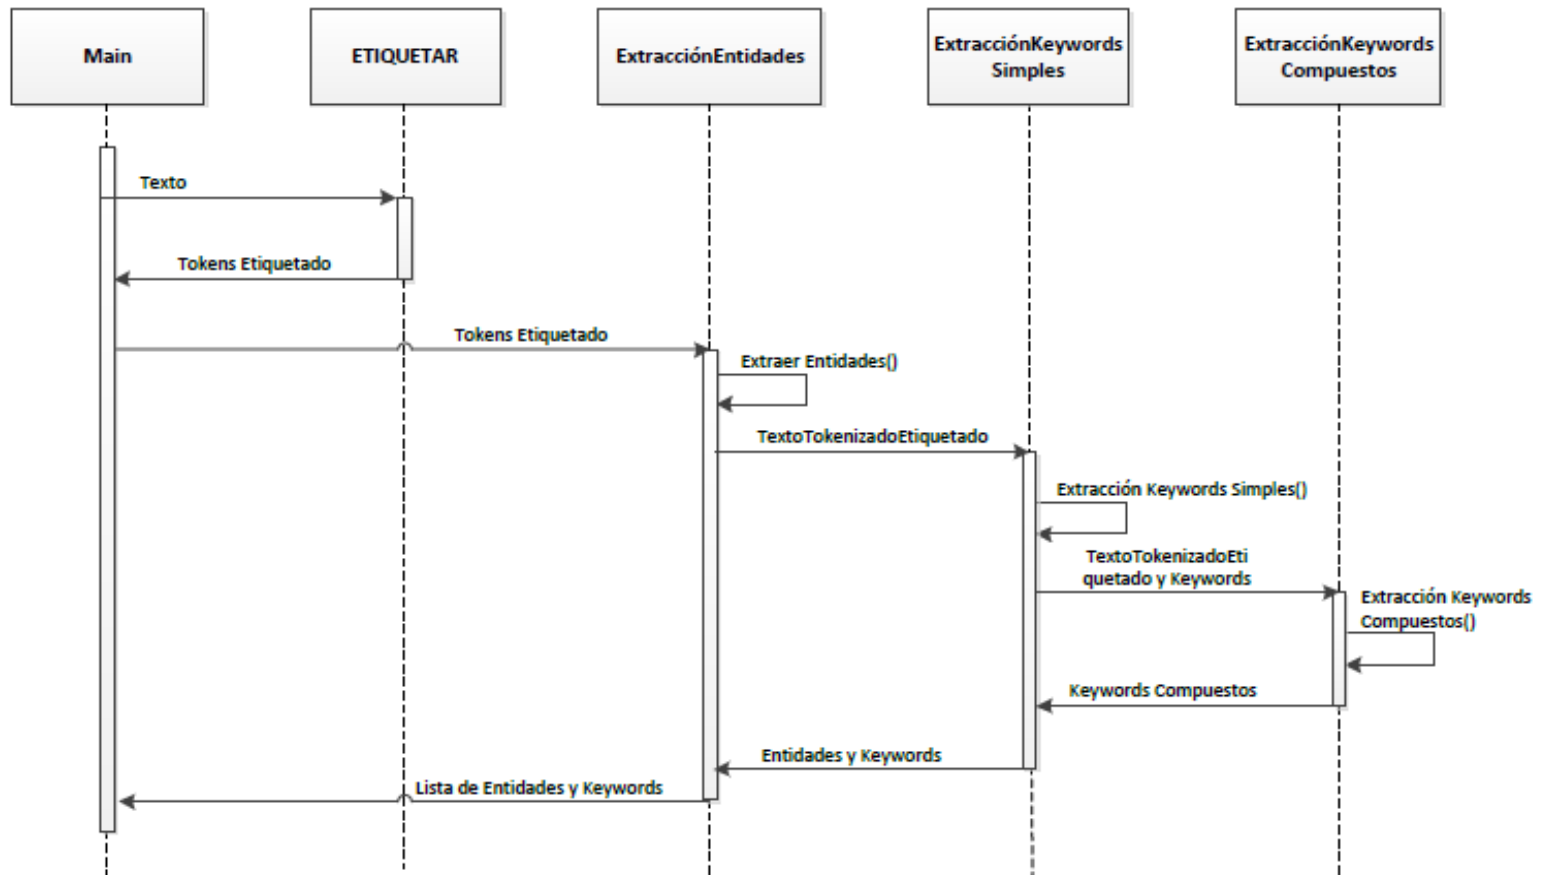 Main
ETIQUETAR
ExtracciónEntidades
ExtracciónKeywords
Simples
ExtracciónKeywords
Compuestos
Texto
Tokens Etiquetado
Tokens Etiquetado
Extraer Entidades()
TextoTokenizadoEtiquetado
Extracción Keywords Simples()
TextoTokenizadoEti
quetado y Keywords
Extracción Keywords
Compuestos()
Keywords Compuestos
Entidades y Keywords
Lista de Entidades y Keywords